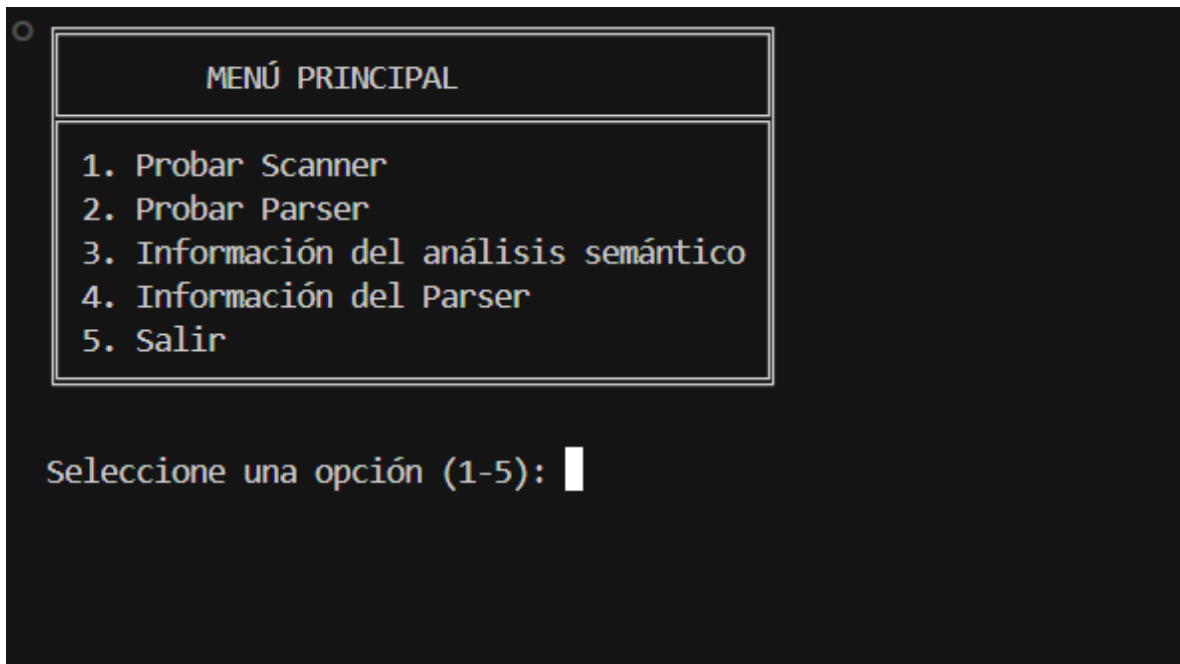 MENÚ PRINCIPAL
1. Probar Scanner
2. Probar Parser
3. Información del análisis semántico
4. Información del Parser
5. Salir
Seleccione una opción (1-5):